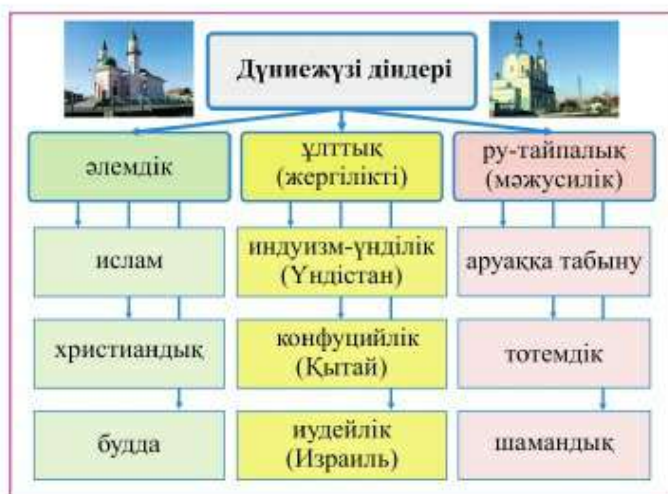 Дүниежүзі діндері
әлемдік
ұлттық
(жергілікті)
ру-тайпалық
(мәжусилік)
ислам
индуизм-үнділік
(Үндістан)
аруаққа табыну
христиандық
конфуцийлік
(Қытай)
тотемдік
будда
иудейлік
(Израиль)
шамандық